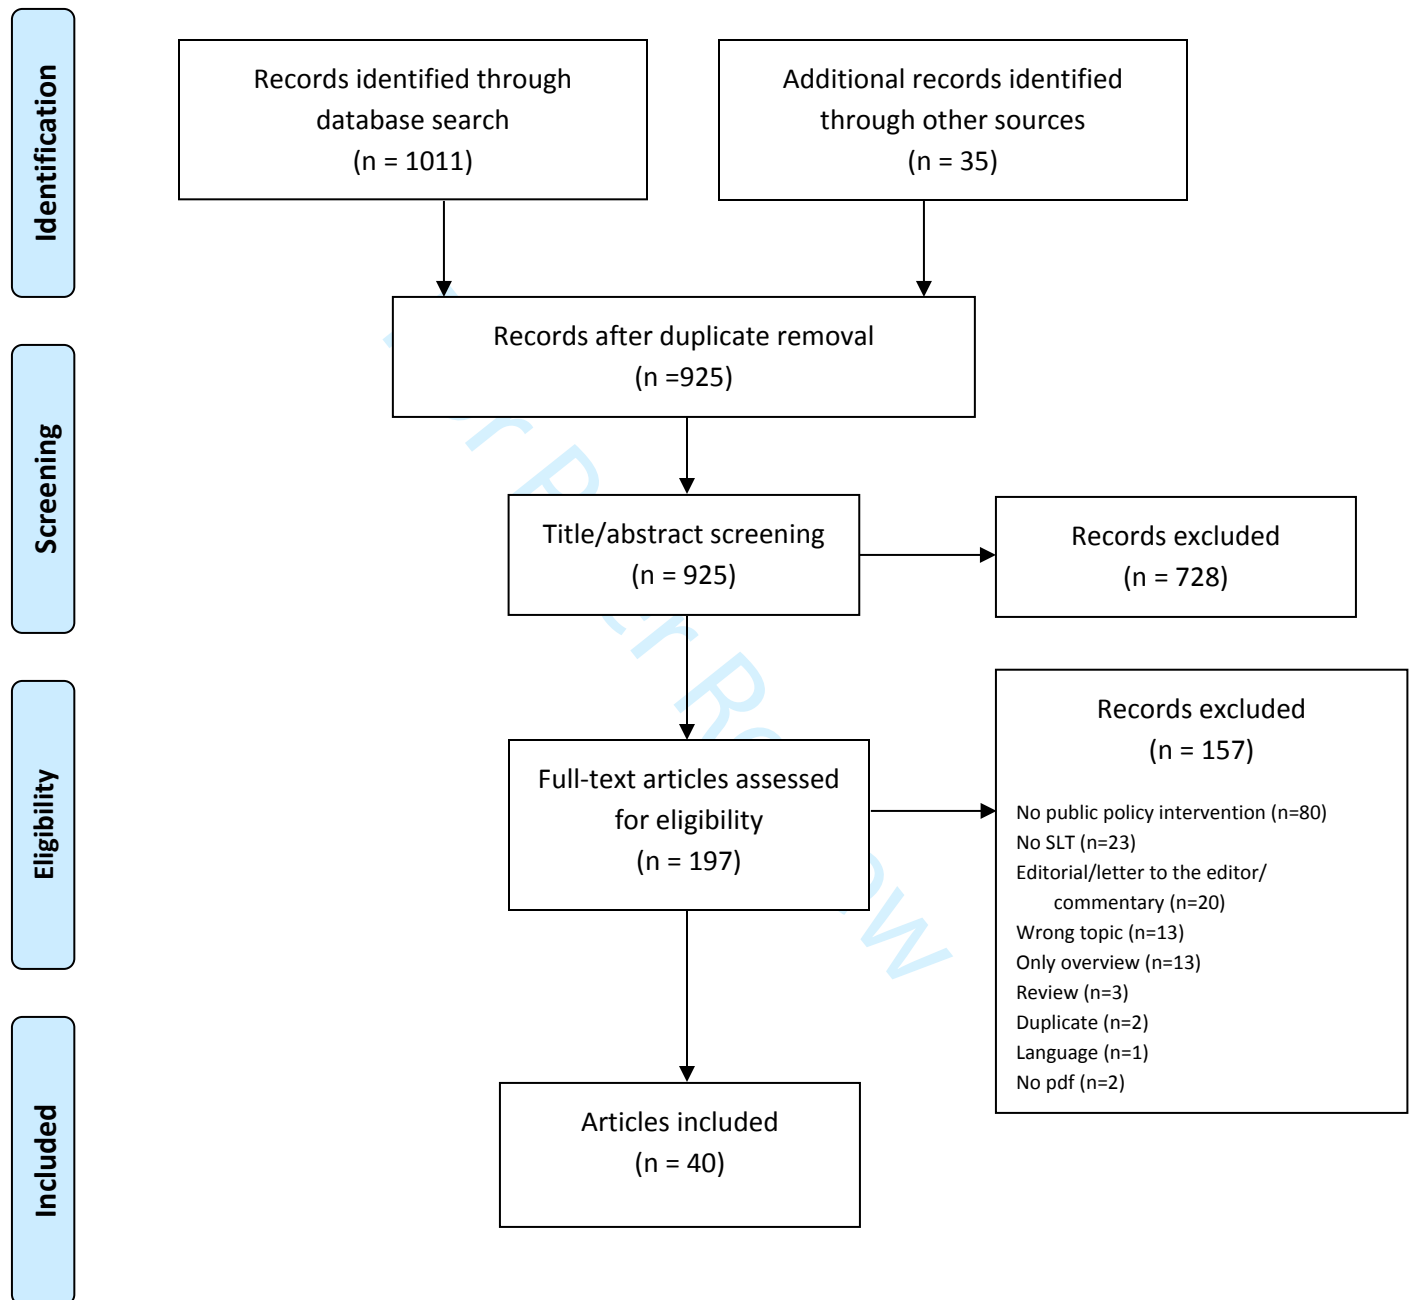 Identification
Records identified through
database search
(n = 1011)
Additional records identified
through other sources
(n = 35)
Records after duplicate removal
(n =925)
Screening
Title/abstract screening
(n = 925)
Records excluded
(n = 728)
Eligibility
Full-text articles assessed
for eligibility
(n = 197)
Records excluded
(n = 157)
No public policy intervention (n=80)
No SLT (n=23)
Editorial/letter to the editor/
commentary (n=20)
Wrong topic (n=13)
Only overview (n=13)
Review (n=3)
Duplicate (n=2)
Language (n=1)
No pdf (n=2)
Included
Articles included
(n = 40)